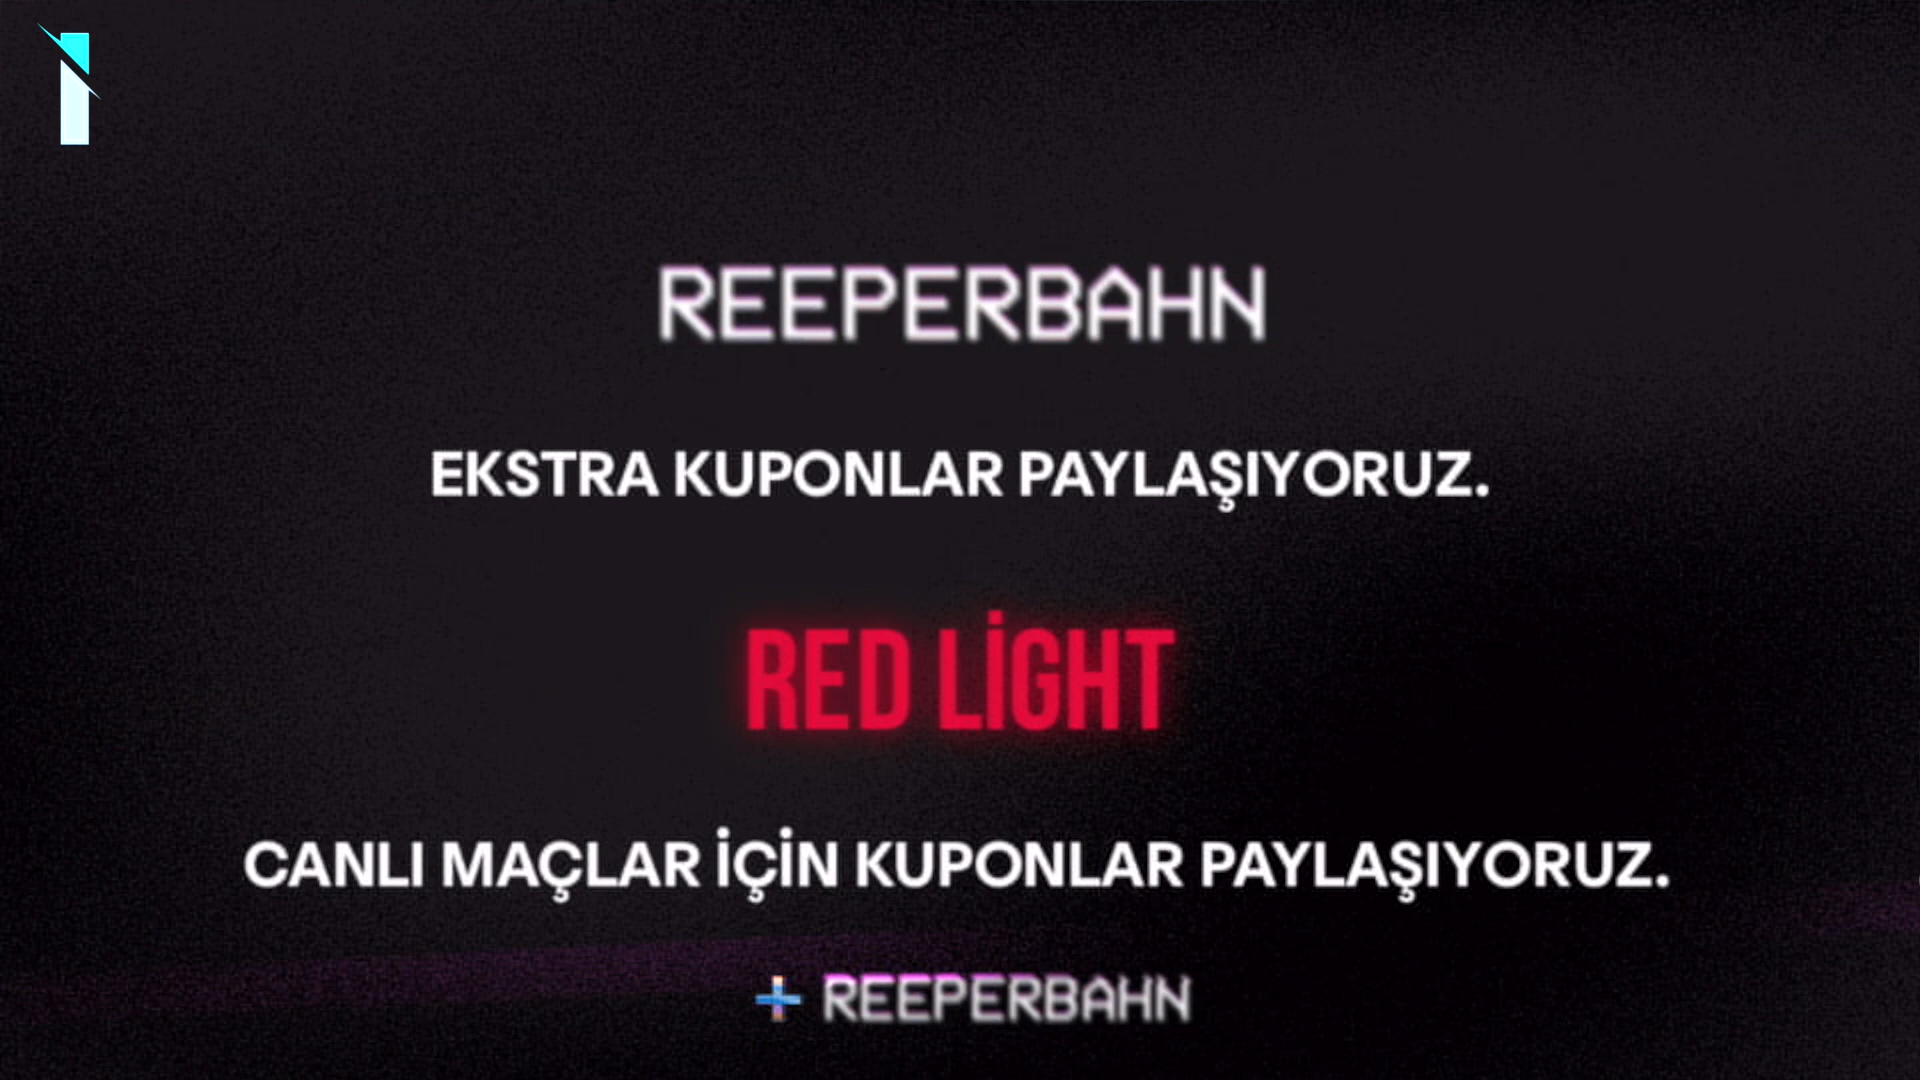 REEPERBAHN
EKSTRA KUPONLAR PAYLAŞIYORUZ.
RED LİGHT
CANLI MAÇLAR İÇİN KUPONLAR PAYLAŞIYORUZ.
+ REEPERBAHN